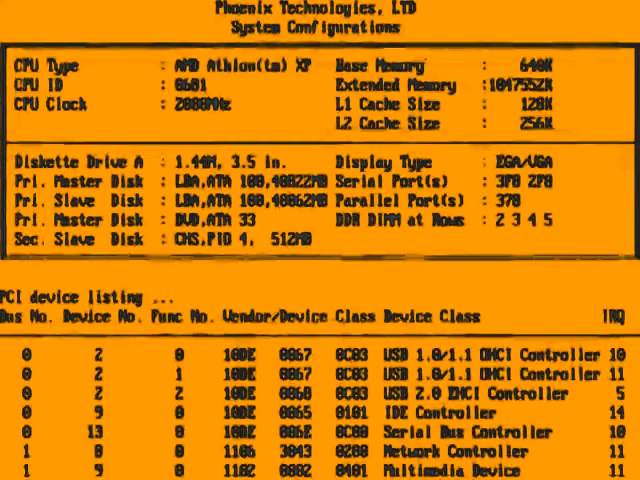 Phoenix Technologies, LTD
System Configurations
CPU Type : AMD Athlon(tm) XP Base Memory : 640K
CPU ID : 0681 Extended Memory :1047552K
CPU Clock : 2000MHz L1 Cache Size : 128K
L2 Cache Size : 256K
Diskette Drive A : 1.44M, 3.5 in. Display Type : EGA/VGA
Pri. Master Disk : LBA,ATA 100,40022MB Serial Port(s) : 3F8 2F8
Pri. Slave Disk : LBA,ATA 100,40062MB Parallel Port(s) : 378
Pri. Master Disk : DVD,ATA 33 DDR DIMM at Rows : 2 3 4 5
Sec. Slave Disk : CHS,PIO 4, 512MB
PCI device listing ...
Bus No. Device No. Func No. Vendor/Device Class Device Class IRQ
0 2 0 10DE 0067 0C03 USB 1.0/1.1 OHCI Controller 10
0 2 1 10DE 0067 0C03 USB 1.0/1.1 OHCI Controller 11
0 2 2 10DE 0068 0C03 USB 2.0 EHCI Controller 5
0 9 0 10DE 0065 0101 IDE Controller 14
0 13 0 10DE 006E 0C00 Serial Bus Controller 10
1 8 0 1106 3043 0200 Network Controller 11
1 9 0 1102 0002 0401 Multimedia Device 11